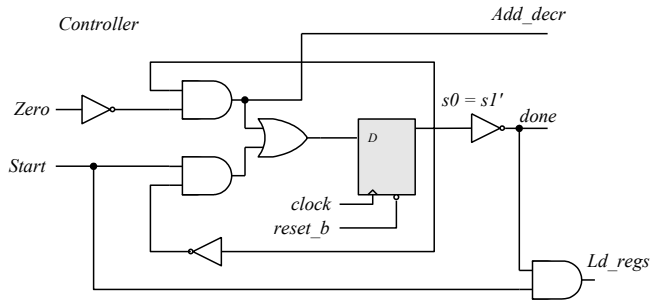 Controller
Add_decr
Zero
s0 = s1'
done
D
Start
clock
reset_b
Ld_regs